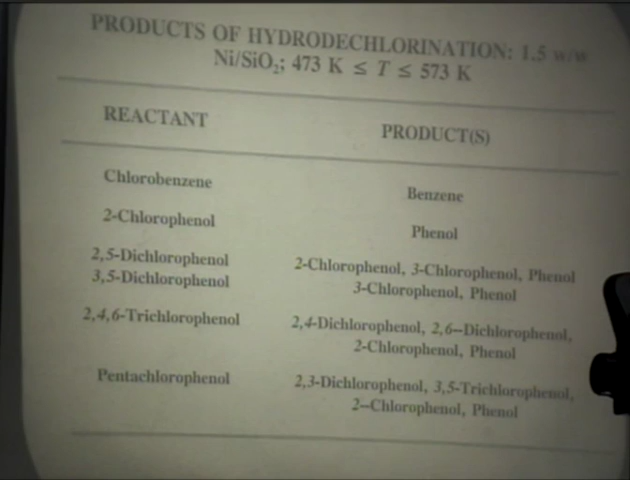 PRODUCTS OF HYDRODECHLORINATION: 1.5 w/w
Ni/SiO₂; 473 K ≤ T ≤ 573 K
REACTANT PRODUCT(S)
Chlorobenzene Benzene
2-Chlorophenol Phenol
2,5-Dichlorophenol 2-Chlorophenol, 3-Chlorophenol, Phenol
3,5-Dichlorophenol 3-Chlorophenol, Phenol
2,4,6-Trichlorophenol 2,4-Dichlorophenol, 2,6–Dichlorophenol,
2-Chlorophenol, Phenol
Pentachlorophenol 2,3-Dichlorophenol, 3,5-Trichlorophenol,
2–Chlorophenol, Phenol